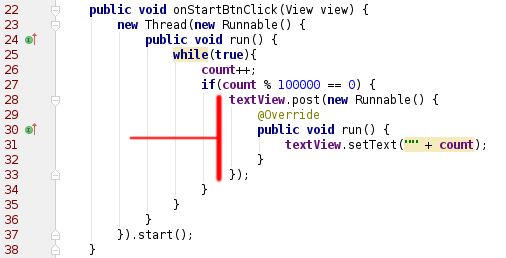 22 public void onStartBtnClick(View view) {
23 new Thread(new Runnable() {
24 public void run() {
25 while(true){
26 count++;
27 if(count % 100000 == 0) {
28 textView.post(new Runnable() {
29 @Override
30 public void run() {
31 textView.setText("" + count);
32 }
33 });
34 }
35 }
36 }
37 }).start();
38 }